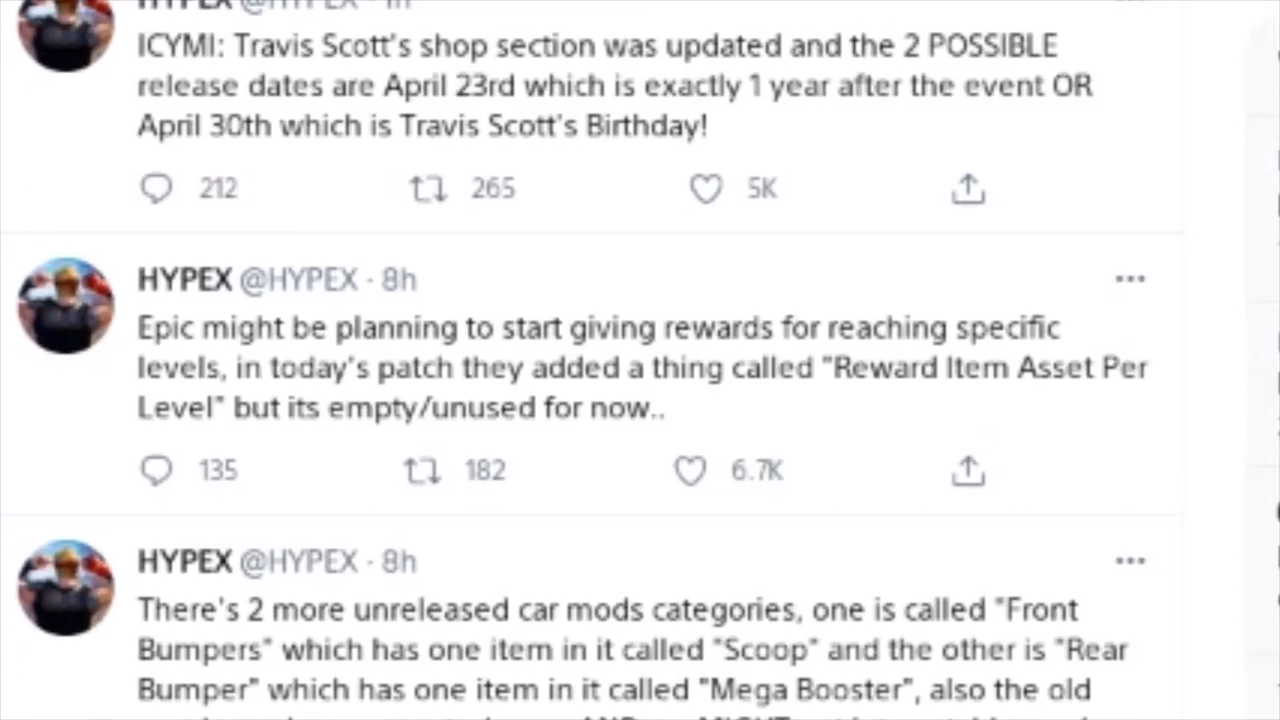 HYPEX @HYPEX · 1h
ICYMI: Travis Scott's shop section was updated and the 2 POSSIBLE
release dates are April 23rd which is exactly 1 year after the event OR
April 30th which is Travis Scott's Birthday!
212 265 5K
HYPEX @HYPEX · 8h
Epic might be planning to start giving rewards for reaching specific
levels, in today's patch they added a thing called "Reward Item Asset Per
Level" but its empty/unused for now..
135 182 6.7K
HYPEX @HYPEX · 8h
There's 2 more unreleased car mods categories, one is called "Front
Bumpers" which has one item in it called "Scoop" and the other is "Rear
Bumper" which has one item in it called "Mega Booster", also the old